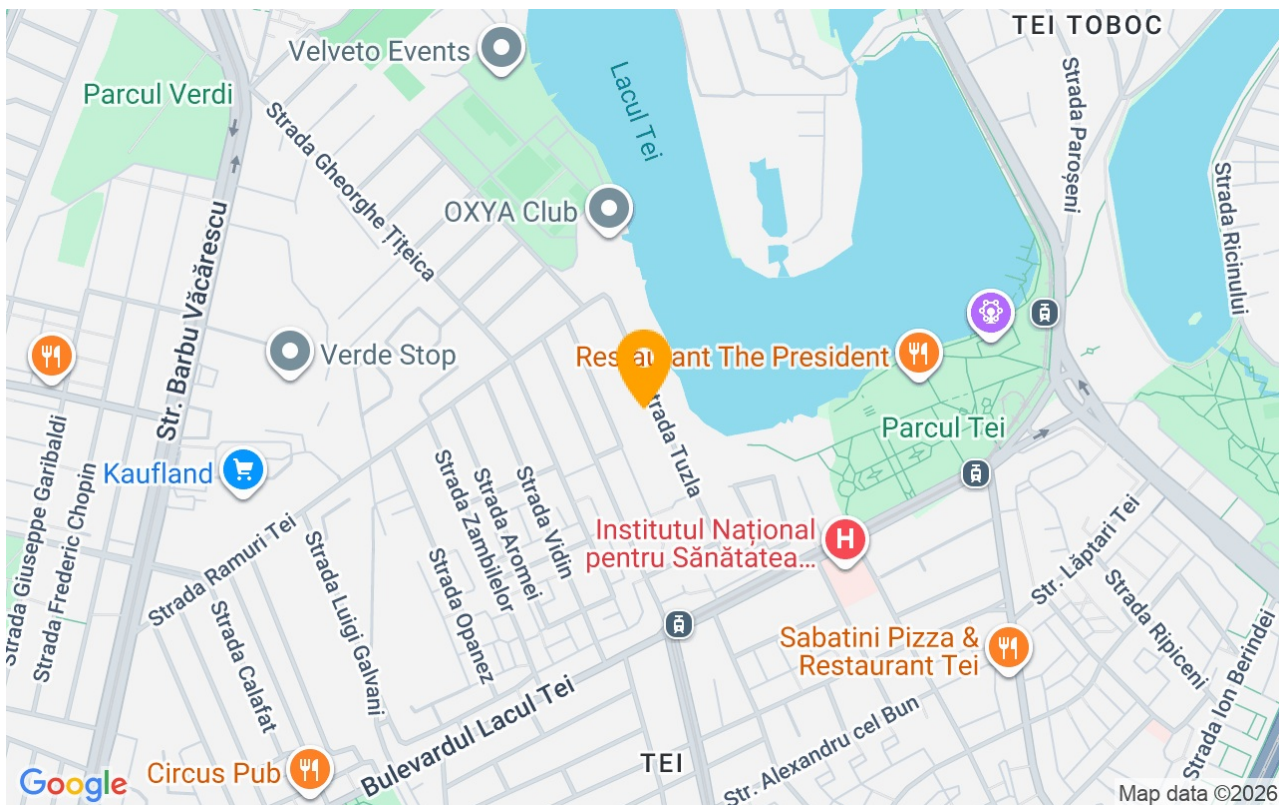 TEI TOBOC
Velveto Events
Parcul Verdi
Lacul Tei
Strada Paroșeni
Strada Gheorghe Țițeica
Strada Ricinului
OXYA Club
Str. Barbu Văcărescu
Verde Stop
Restaurant The President
Strada Tuzla
Parcul Tei
Kaufland
Strada Giuseppe Garibaldi
Strada Frederic Chopin
Strada Zambilelor
Strada Aromei
Strada Vidin
Institutul Național
pentru Sănătatea...
Strada Ramuri Tei
Strada Luigi Galvani
Strada Opanez
Str. Lăptari Tei
Strada Ripiceni
Strada Calafat
Sabatini Pizza &
Restaurant Tei
Strada Ion Berindei
Bulevardul Lacul Tei
Str. Alexandru cel Bun
TEI
Circus Pub
Google
Map data ©2026